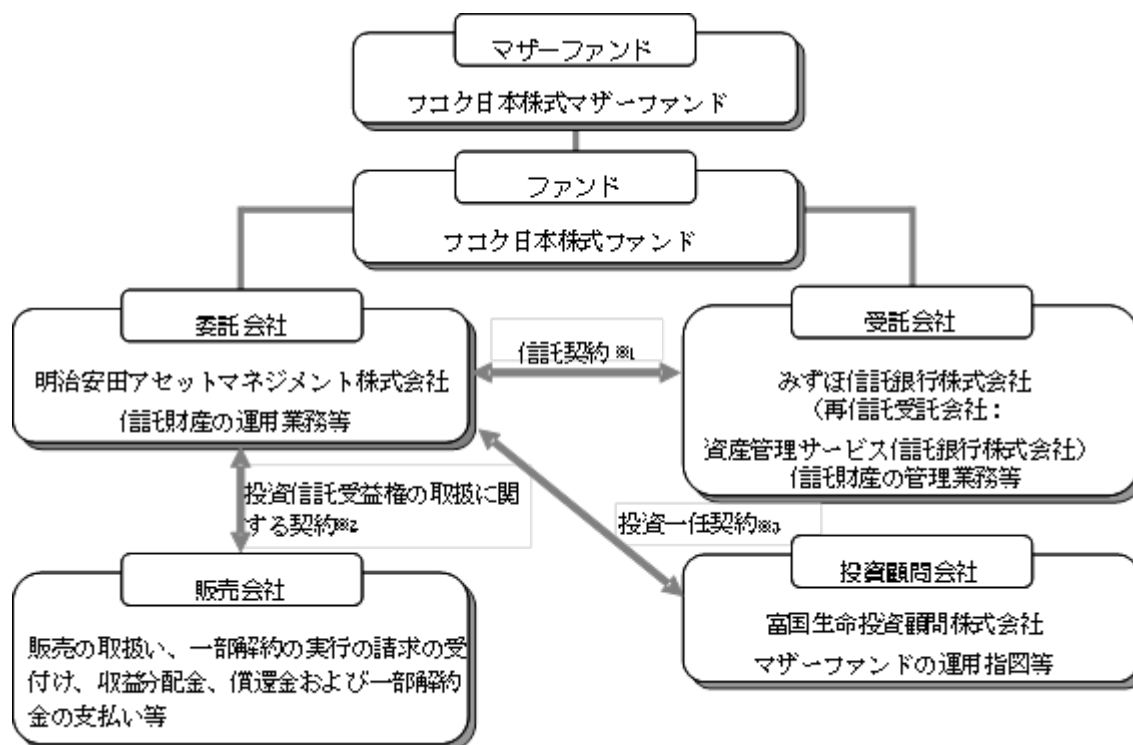 マザーファンド
フコク日本株式マザーファンド
ファンド
フコク日本株式ファンド
委託会社
明治安田アセットマネジメント株式会社
信託財産の運用業務等
信託契約※1
受託会社
みずほ信託銀行株式会社
（再信託受託会社：
資産管理サービス信託銀行株式会社）
信託財産の管理業務等
投資信託受益権の取扱に関
する契約※2
投資一任契約※3
販売会社
販売の取扱い、一部解約の実行の請求の受
付け、収益分配金、償還金および一部解約
金の支払い等
投資顧問会社
富国生命投資顧問株式会社
マザーファンドの運用指図等